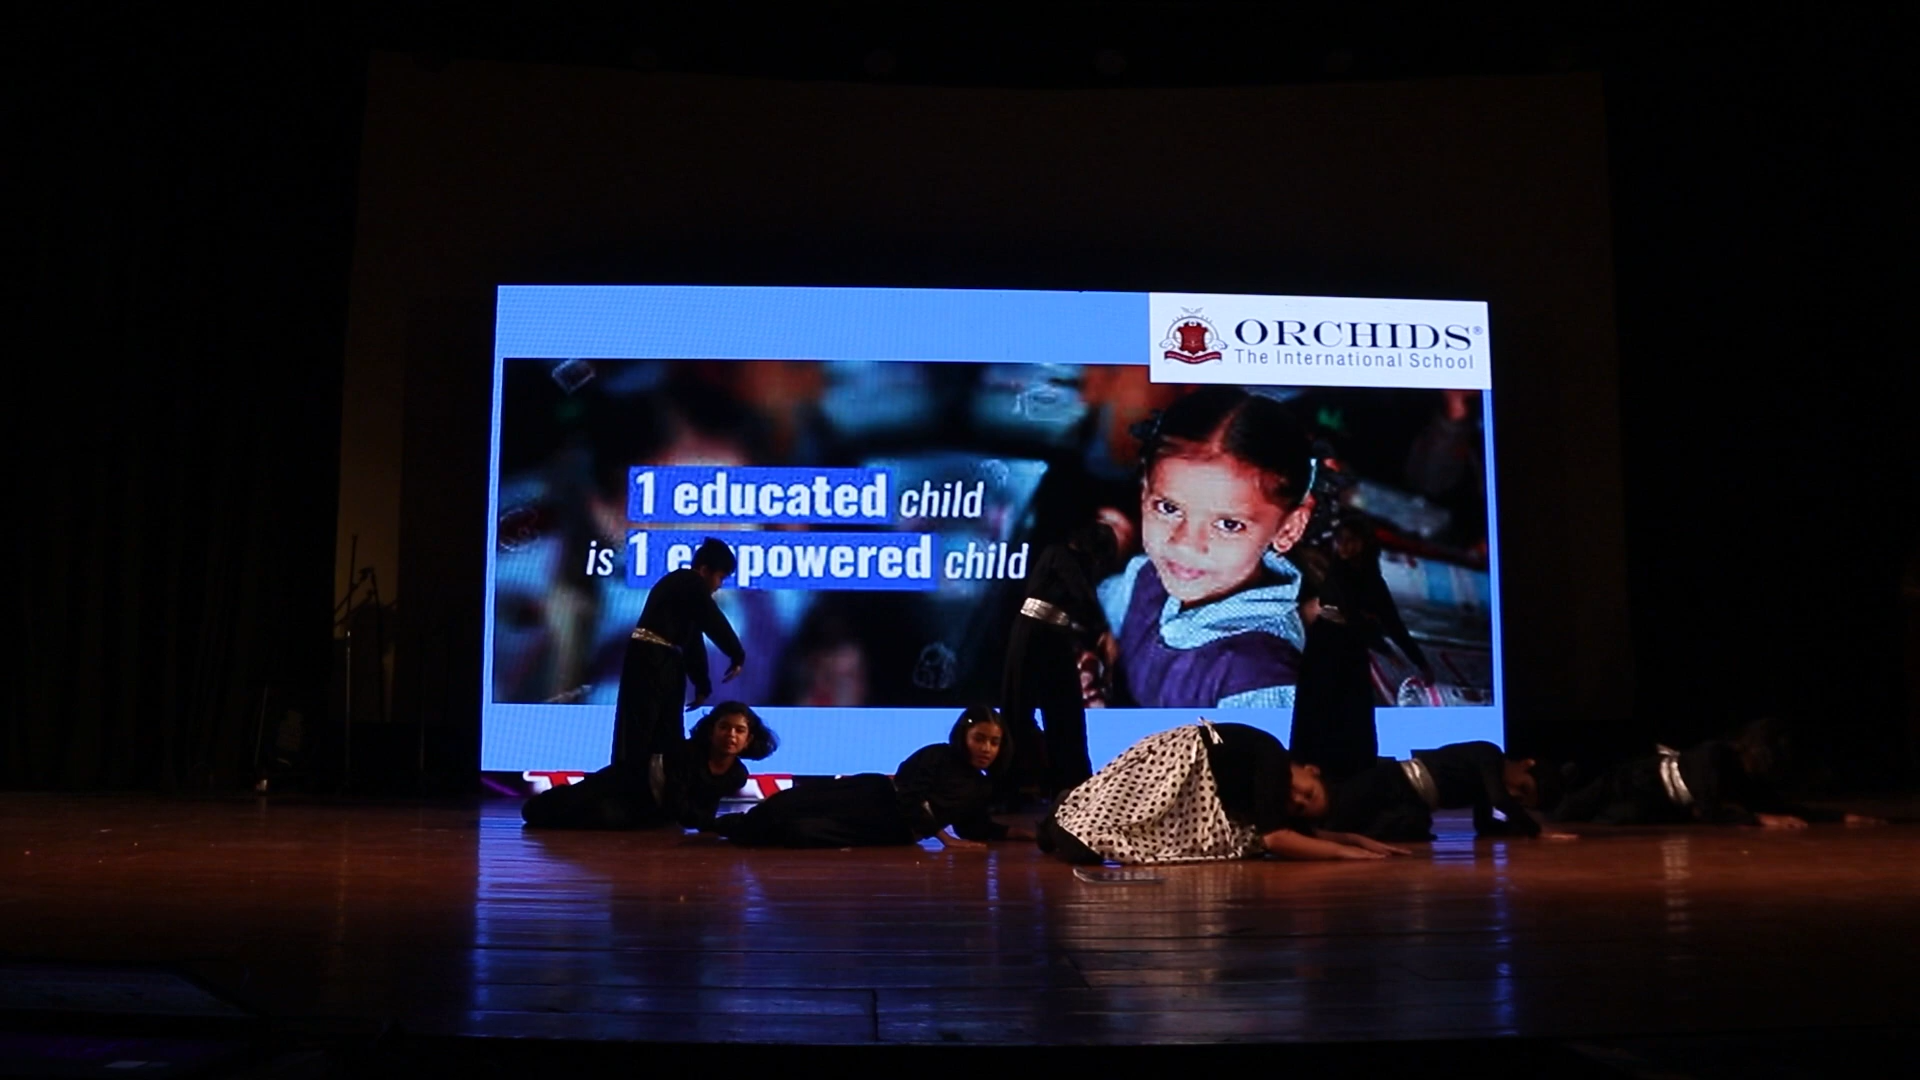 ORCHIDS®
The International School
1 educated child
is 1 empowered child